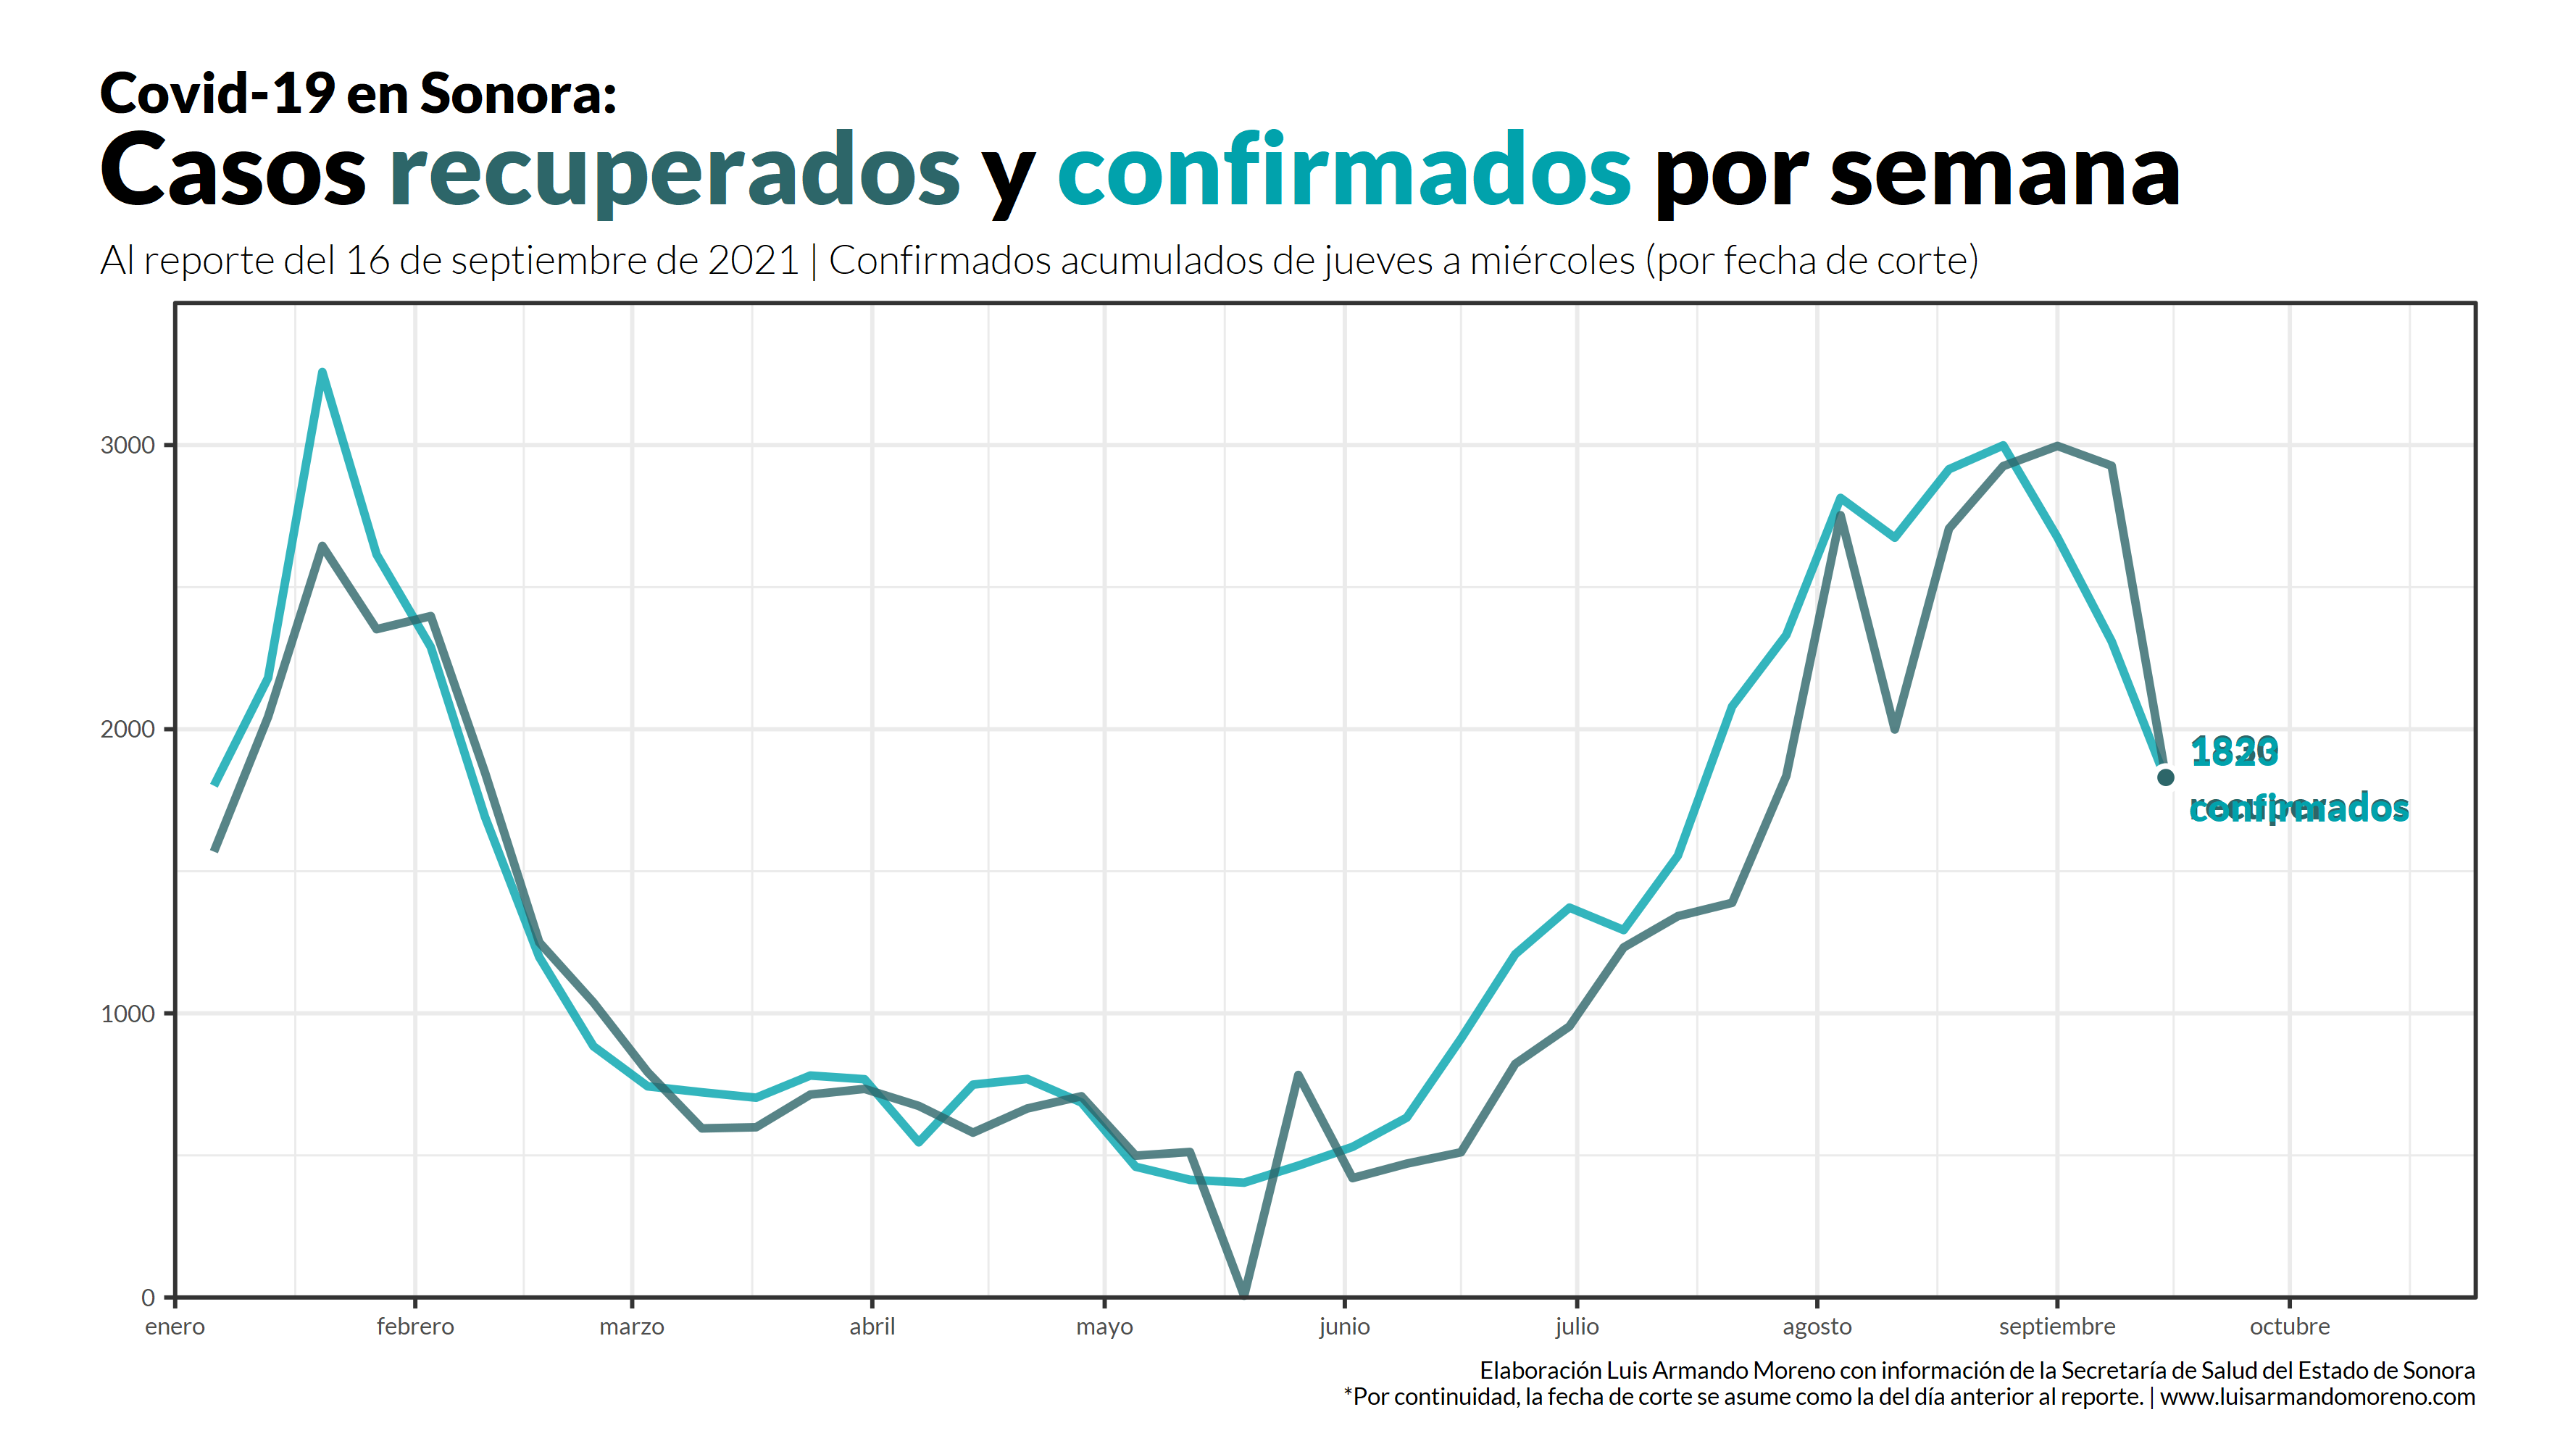 Covid-19 en Sonora:
Casos recuperados y confirmados por semana
Al reporte del 16 de septiembre de 2021 | Confirmados acumulados de jueves a miércoles (por fecha de corte)
3000
2000
1000
0
confirmados
enero febrero marzo abril mayo junio julio agosto septiembre octubre
Elaboración Luis Armando Moreno con información de la Secretaría de Salud del Estado de Sonora
*Por continuidad, la fecha de corte se asume como la del día anterior al reporte. | www.luisarmandomoreno.com